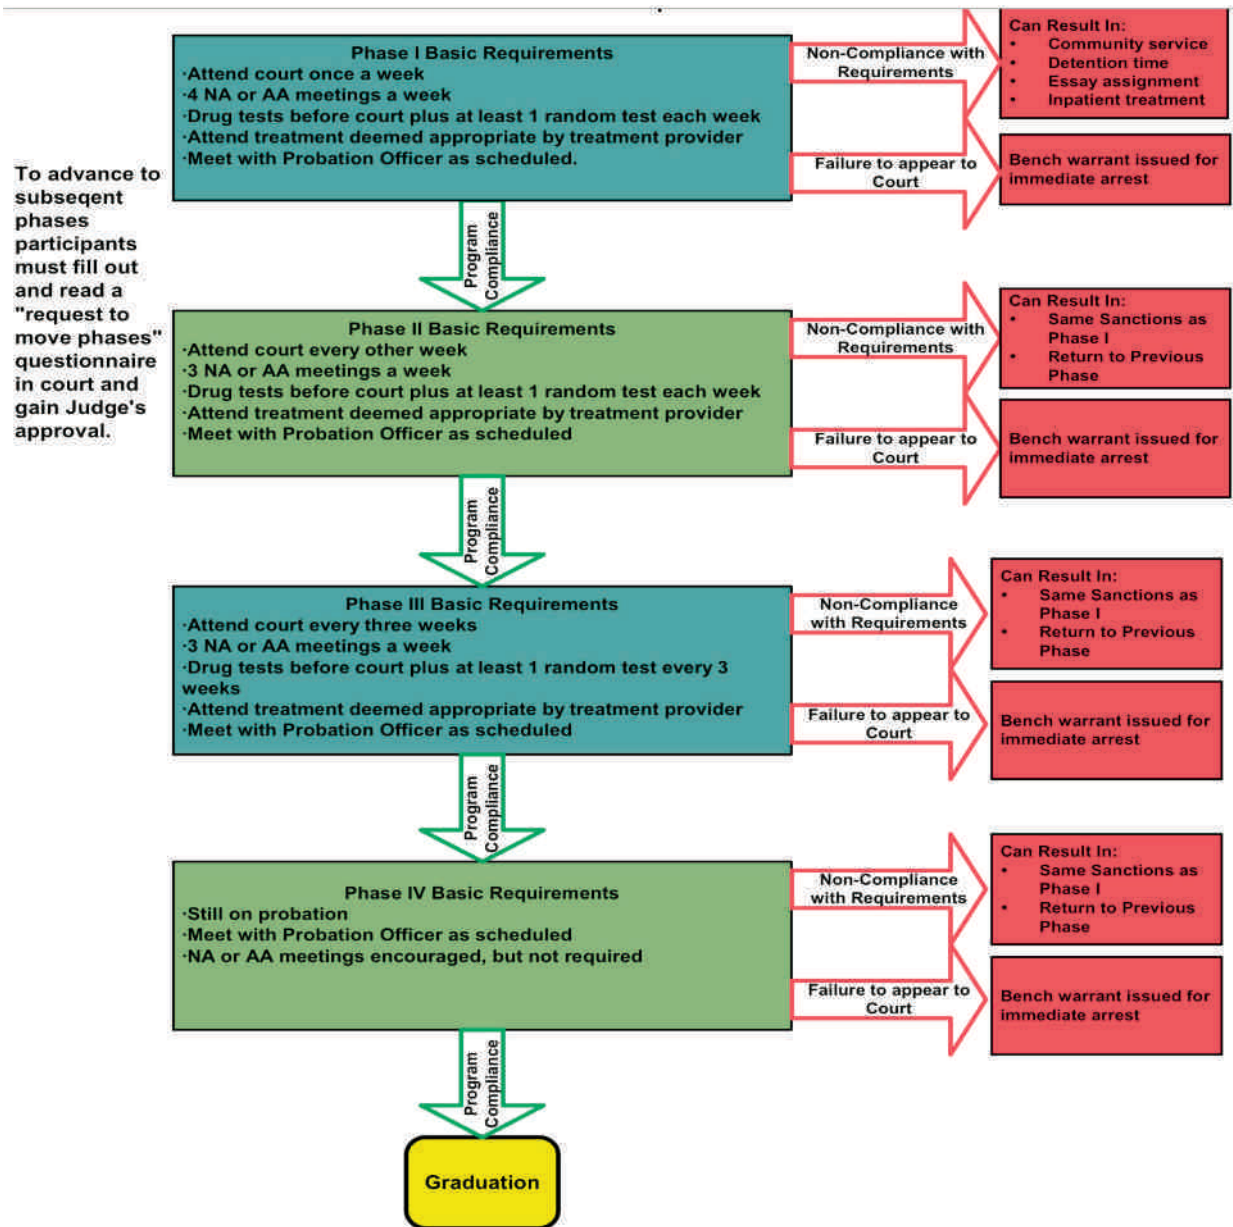 To advance to
subseqent
phases
participants
must fill out
and read a
"request to
move phases"
questionnaire
in court and
gain Judge's
approval.
Phase I Basic Requirements
·Attend court once a week
·4 NA or AA meetings a week
·Drug tests before court plus at least 1 random test each week
·Attend treatment deemed appropriate by treatment provider
·Meet with Probation Officer as scheduled.
Non-Compliance with
Requirements
Can Result In:
• Community service
• Detention time
• Essay assignment
• Inpatient treatment
Failure to appear to
Court
Bench warrant issued for
immediate arrest
Program
Compliance
Phase II Basic Requirements
·Attend court every other week
·3 NA or AA meetings a week
·Drug tests before court plus at least 1 random test each week
·Attend treatment deemed appropriate by treatment provider
·Meet with Probation Officer as scheduled
Non-Compliance with
Requirements
Can Result In:
• Same Sanctions as
Phase I
• Return to Previous
Phase
Failure to appear to
Court
Bench warrant issued for
immediate arrest
Program
Compliance
Phase III Basic Requirements
·Attend court every three weeks
·3 NA or AA meetings a week
·Drug tests before court plus at least 1 random test every 3
weeks
·Attend treatment deemed appropriate by treatment provider
·Meet with Probation Officer as scheduled
Non-Compliance
with Requirements
Can Result In:
• Same Sanctions as
Phase I
• Return to Previous
Phase
Failure to appear to
Court
Bench warrant issued for
immediate arrest
Program
Compliance
Phase IV Basic Requirements
·Still on probation
·Meet with Probation Officer as scheduled
·NA or AA meetings encouraged, but not required
Non-Compliance
with Requirements
Can Result In:
• Same Sanctions as
Phase I
• Return to Previous
Phase
Failure to appear to
Court
Bench warrant issued for
immediate arrest
Program
Compliance
Graduation